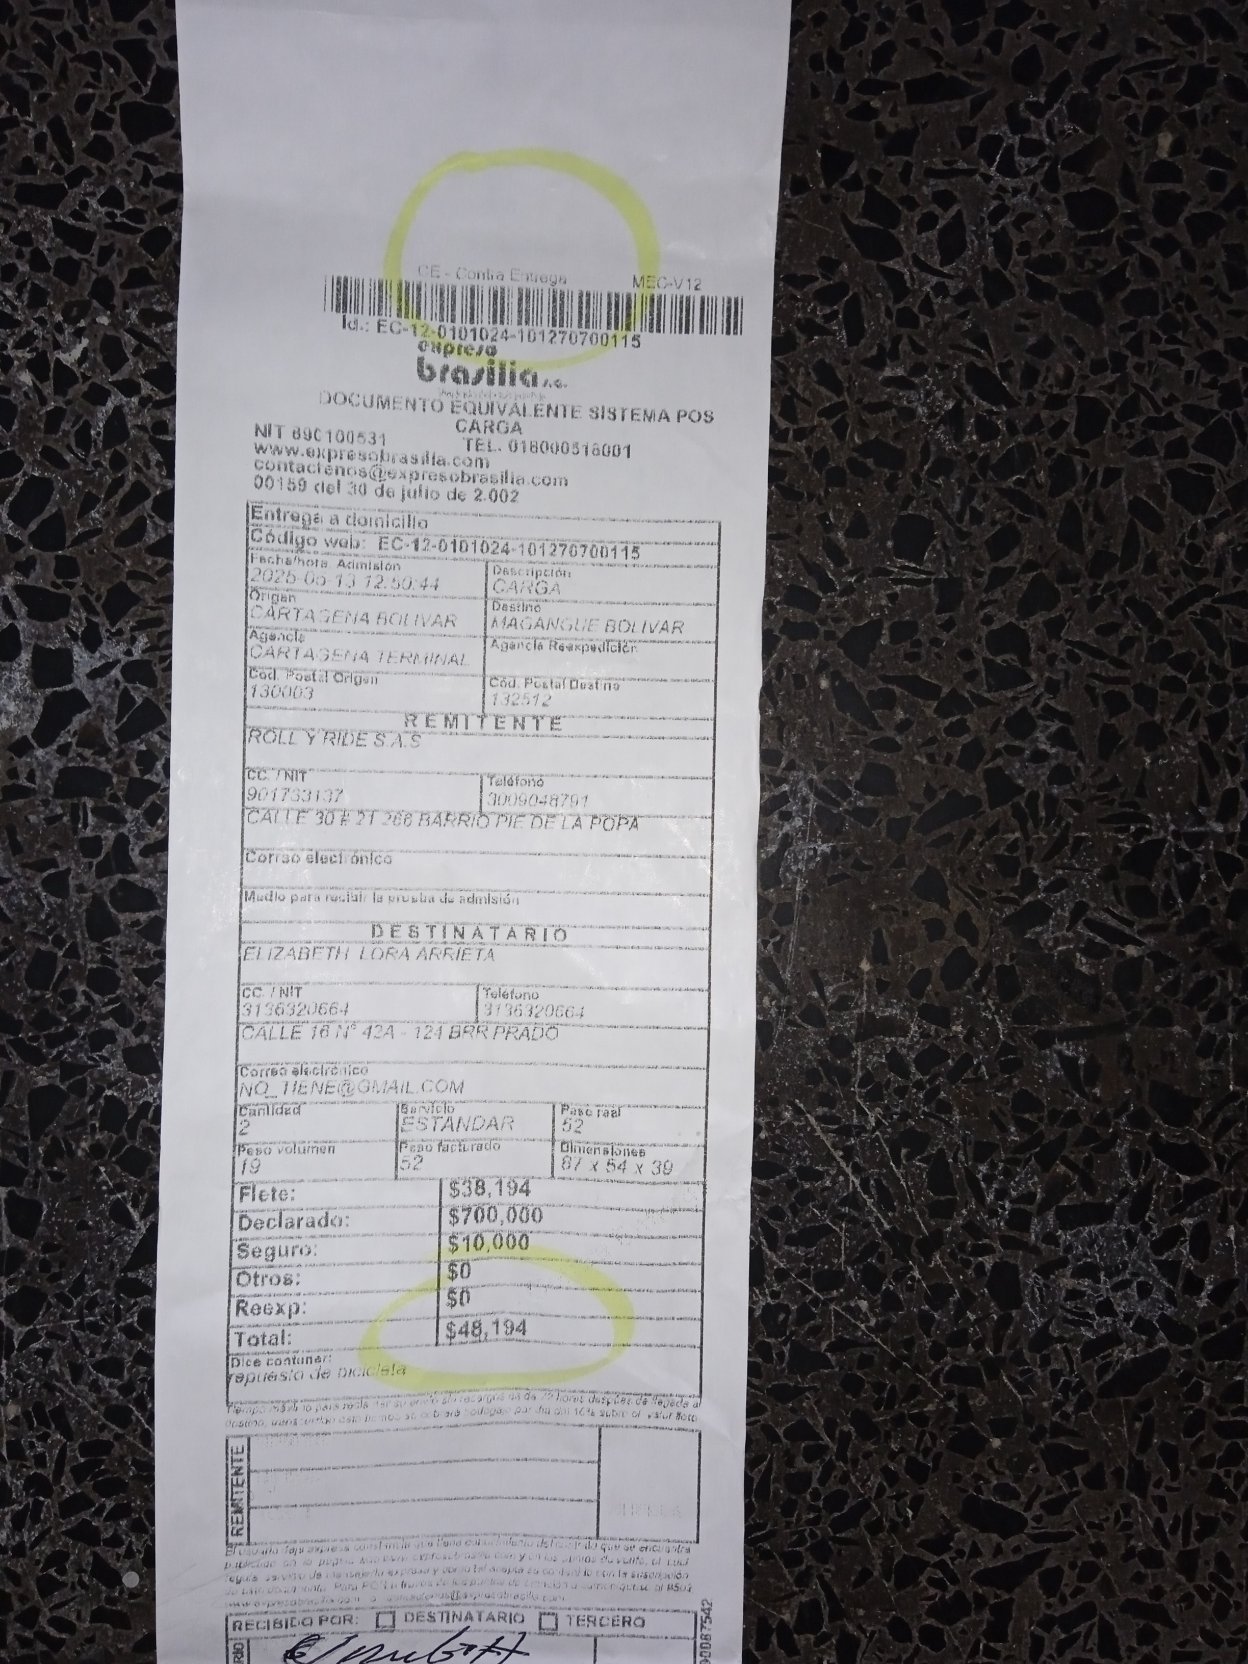 CE - Contra Entrega MEC-V12
Id.: EC-12-0101024-101270700115
expreso
brasilia s.a.
DOCUMENTO EQUIVALENTE SISTEMA POS
CARGA
NIT 890100531 TEL. 018000518001
www.expresobrasilia.com
contactenos@expresobrasilia.com
00159 del 30 de julio de 2.002
Entrega a domicilio
Código web: EC-12-0101024-101270700115
Fecha/hora Admisión Descripción
2025-05-13 12:50:44 CARGA
Origen Destino
CARTAGENA BOLIVAR MAGANGUE BOLIVAR
Agencia Agencia Reexpedición
CARTAGENA TERMINAL
Cód. Postal Origen Cód. Postal Destino
130003 132512
REMITENTE
ROLL Y RIDE S.A.S
CC. / NIT Teléfono
901733137 3009048791
CALLE 30 # 21 266 BARRIO PIE DE LA POPA
Correo electrónico
Medio para recibir la prueba de admisión
DESTINATARIO
ELIZABETH LORA ARRIETA
CC. / NIT Teléfono
3136320664 3136320664
CALLE 16 N° 42A - 124 BRR PRADO
Correo electrónico
NO_TIENE@GMAIL.COM
Cantidad Servicio Peso real
2 ESTANDAR 52
Peso volumen Peso facturado Dimensiones
19 52 87 x 54 x 39
Flete: $38,194
Declarado: $700,000
Seguro: $10,000
Otros: $0
Reexp: $0
Total: $48,194
Dice contener:
repuesto de bicicleta
REMITENTE
RECIBIDO POR: DESTINATARIO TERCERO